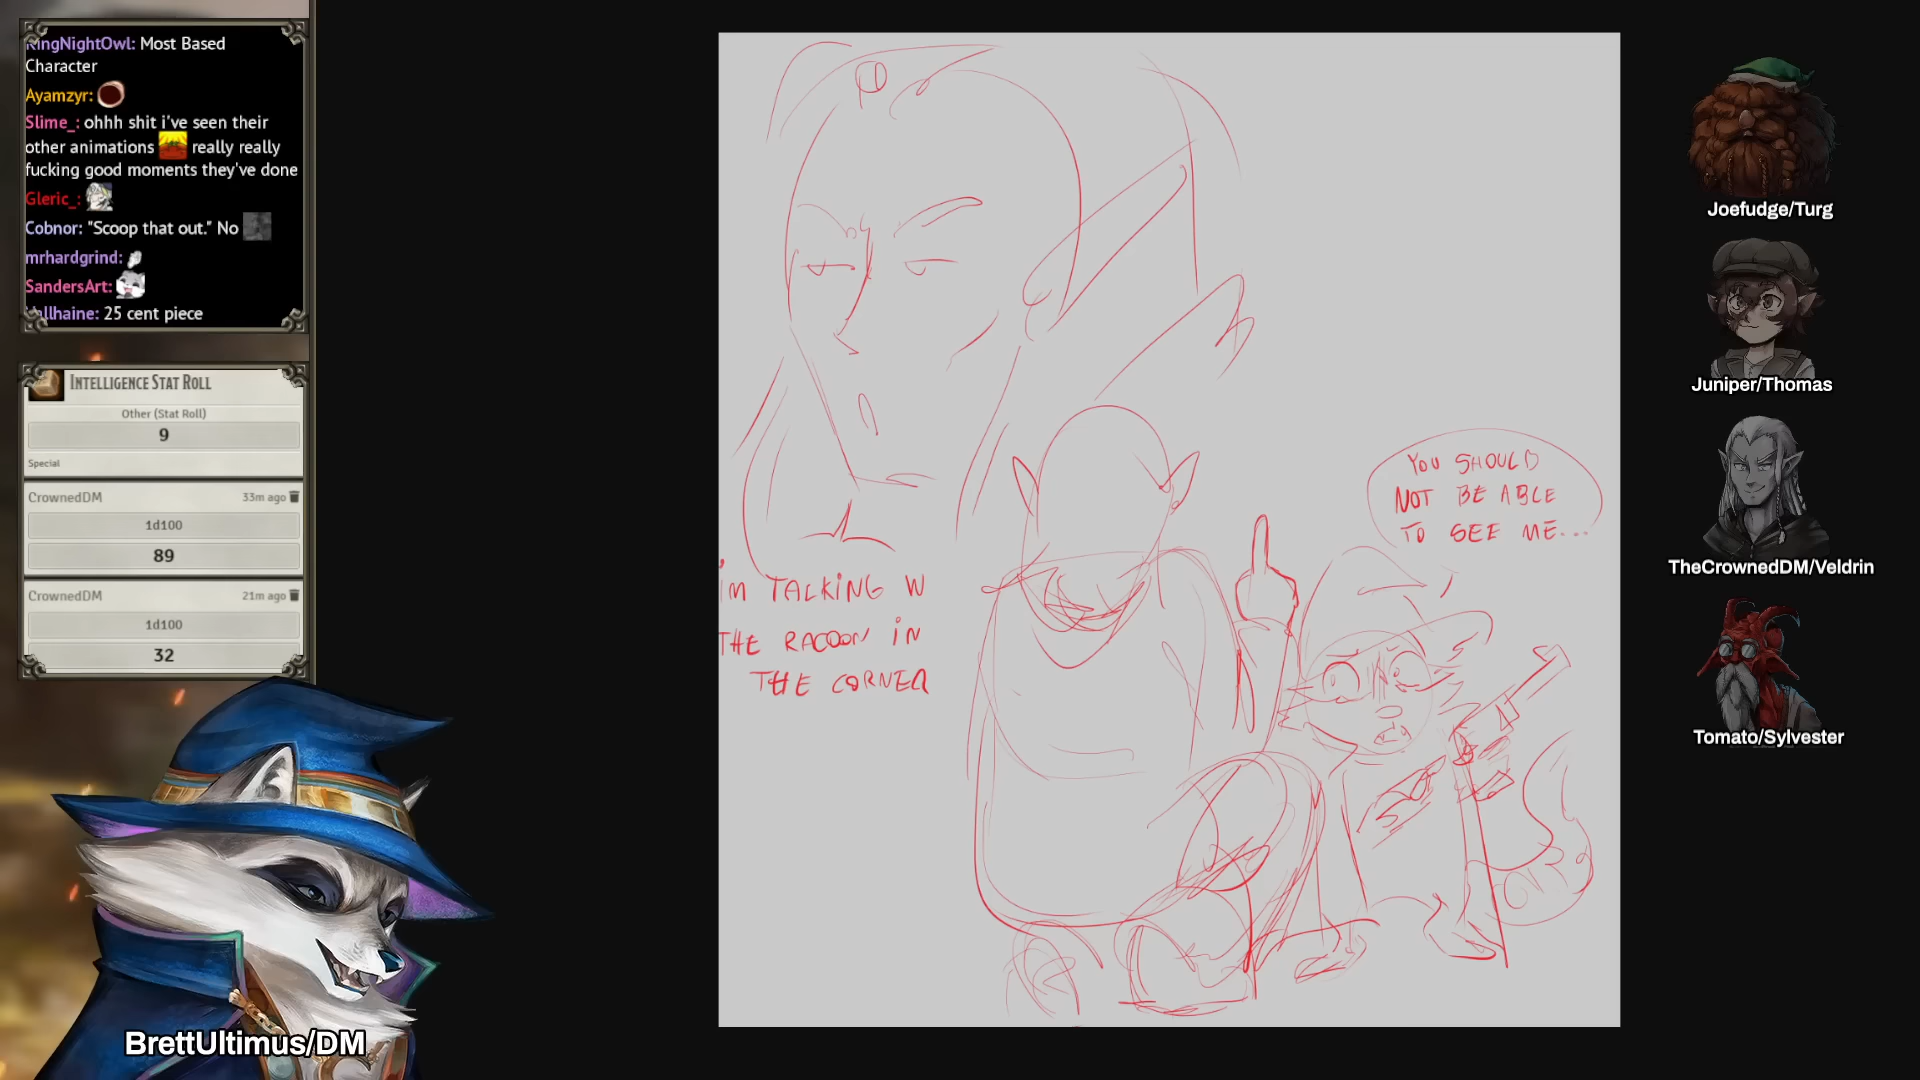 KingNightOwl: Most Based
Character
Ayamzyr:
Slime_: ohhh shit i've seen their
other animations really really
fucking good moments they've done
Gleric_:
Cobnor: "Scoop that out." No
mrhardgrind:
SandersArt:
25 cent piece
INTELLIGENCE STAT ROLL
Other (Stat Roll)
9
Special
CrownedDM 33m ago
1d100
89
CrownedDM 21m ago
1d100
32
BrettUltimus/DM
I'M TALKING W
THE RACOON IN
THE CORNER
YOU SHOULD
NOT BE ABLE
TO SEE ME...
Joefudge/Turg
Juniper/Thomas
TheCrownedDM/Veldrin
Tomato/Sylvester